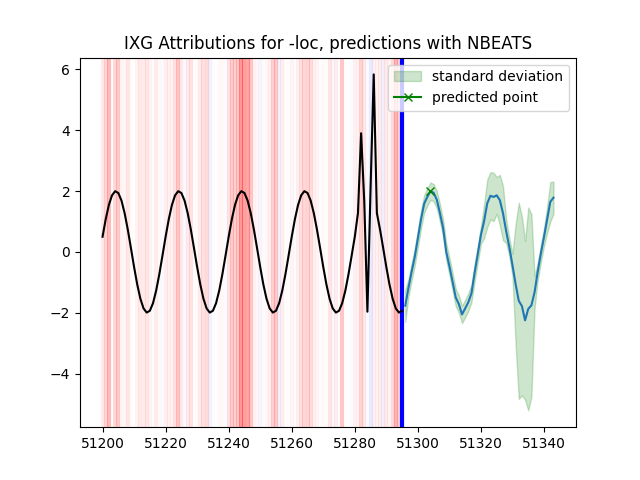 IXG Attributions for -loc, predictions with NBEATS
standard deviation
predicted point
6
4
2
0
−2
−4
51200 51220 51240 51260 51280 51300 51320 51340